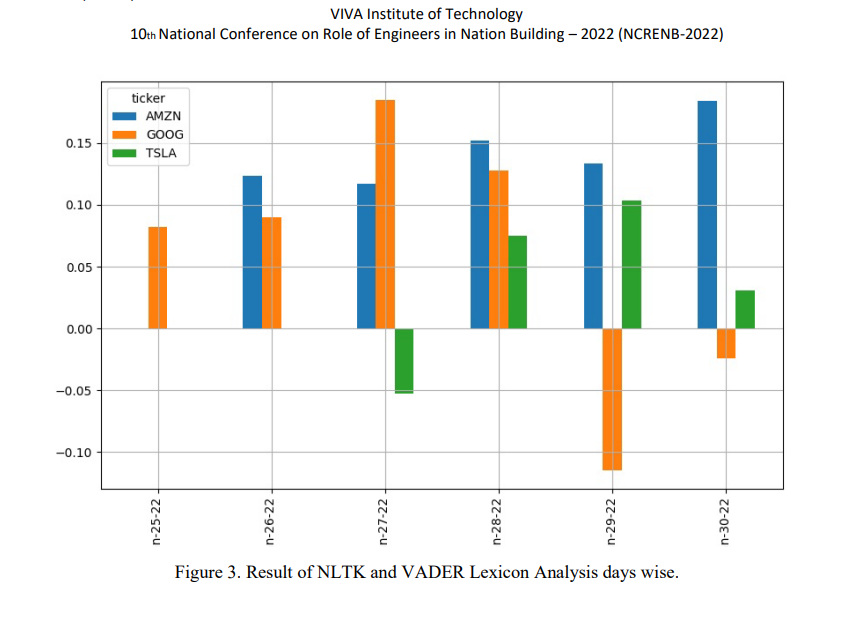 VIVA Institute of Technology
10th National Conference on Role of Engineers in Nation Building – 2022 (NCRENB-2022)
ticker
AMZN
GOOG
TSLA
0.15
0.10
0.05
0.00
−0.05
−0.10
n-25-22
n-26-22
n-27-22
n-28-22
n-29-22
n-30-22
Figure 3. Result of NLTK and VADER Lexicon Analysis days wise.